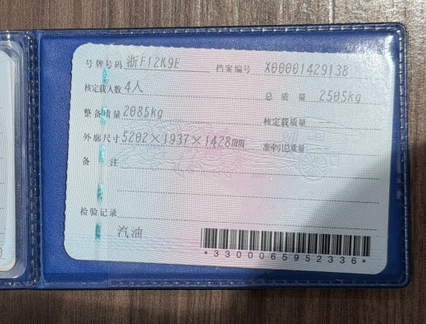 号牌号码 浙F12K9E 档案编号 X00001429138
核定载人数 4人 总质量 2505kg
整备质量 2085kg 核定载质量
外廓尺寸 5202×1937×1428mm 准牵引总质量
备注
检验记录
汽油
*3300065952336*